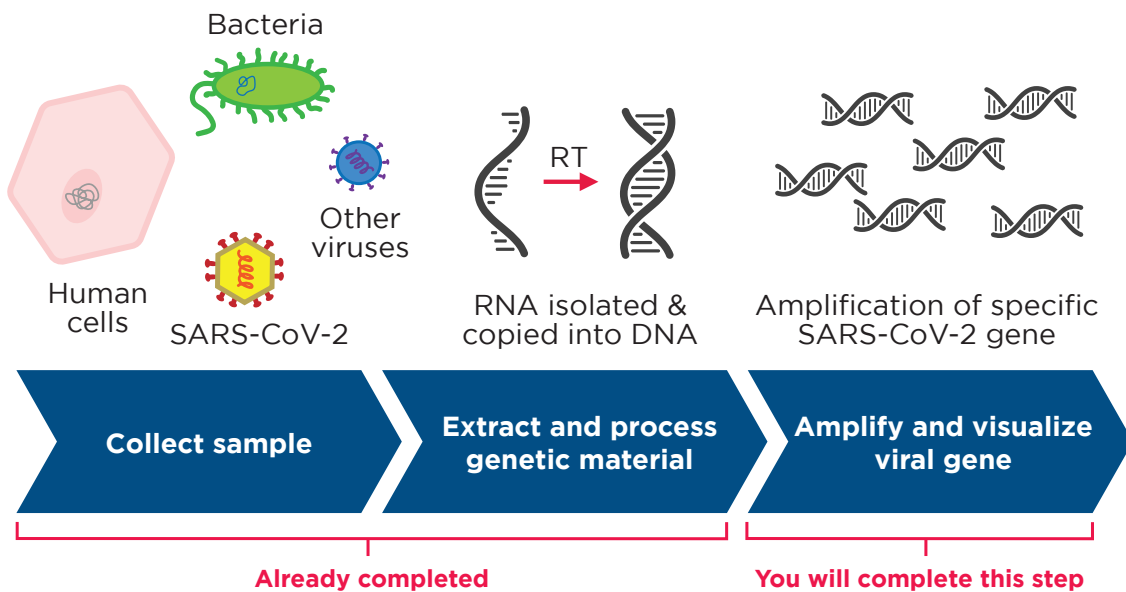 Bacteria
Other
viruses
Human
cells
SARS-CoV-2
RT
RNA isolated &
copied into DNA
Amplification of specific
SARS-CoV-2 gene
Collect sample
Extract and process
genetic material
Amplify and visualize
viral gene
Already completed
You will complete this step